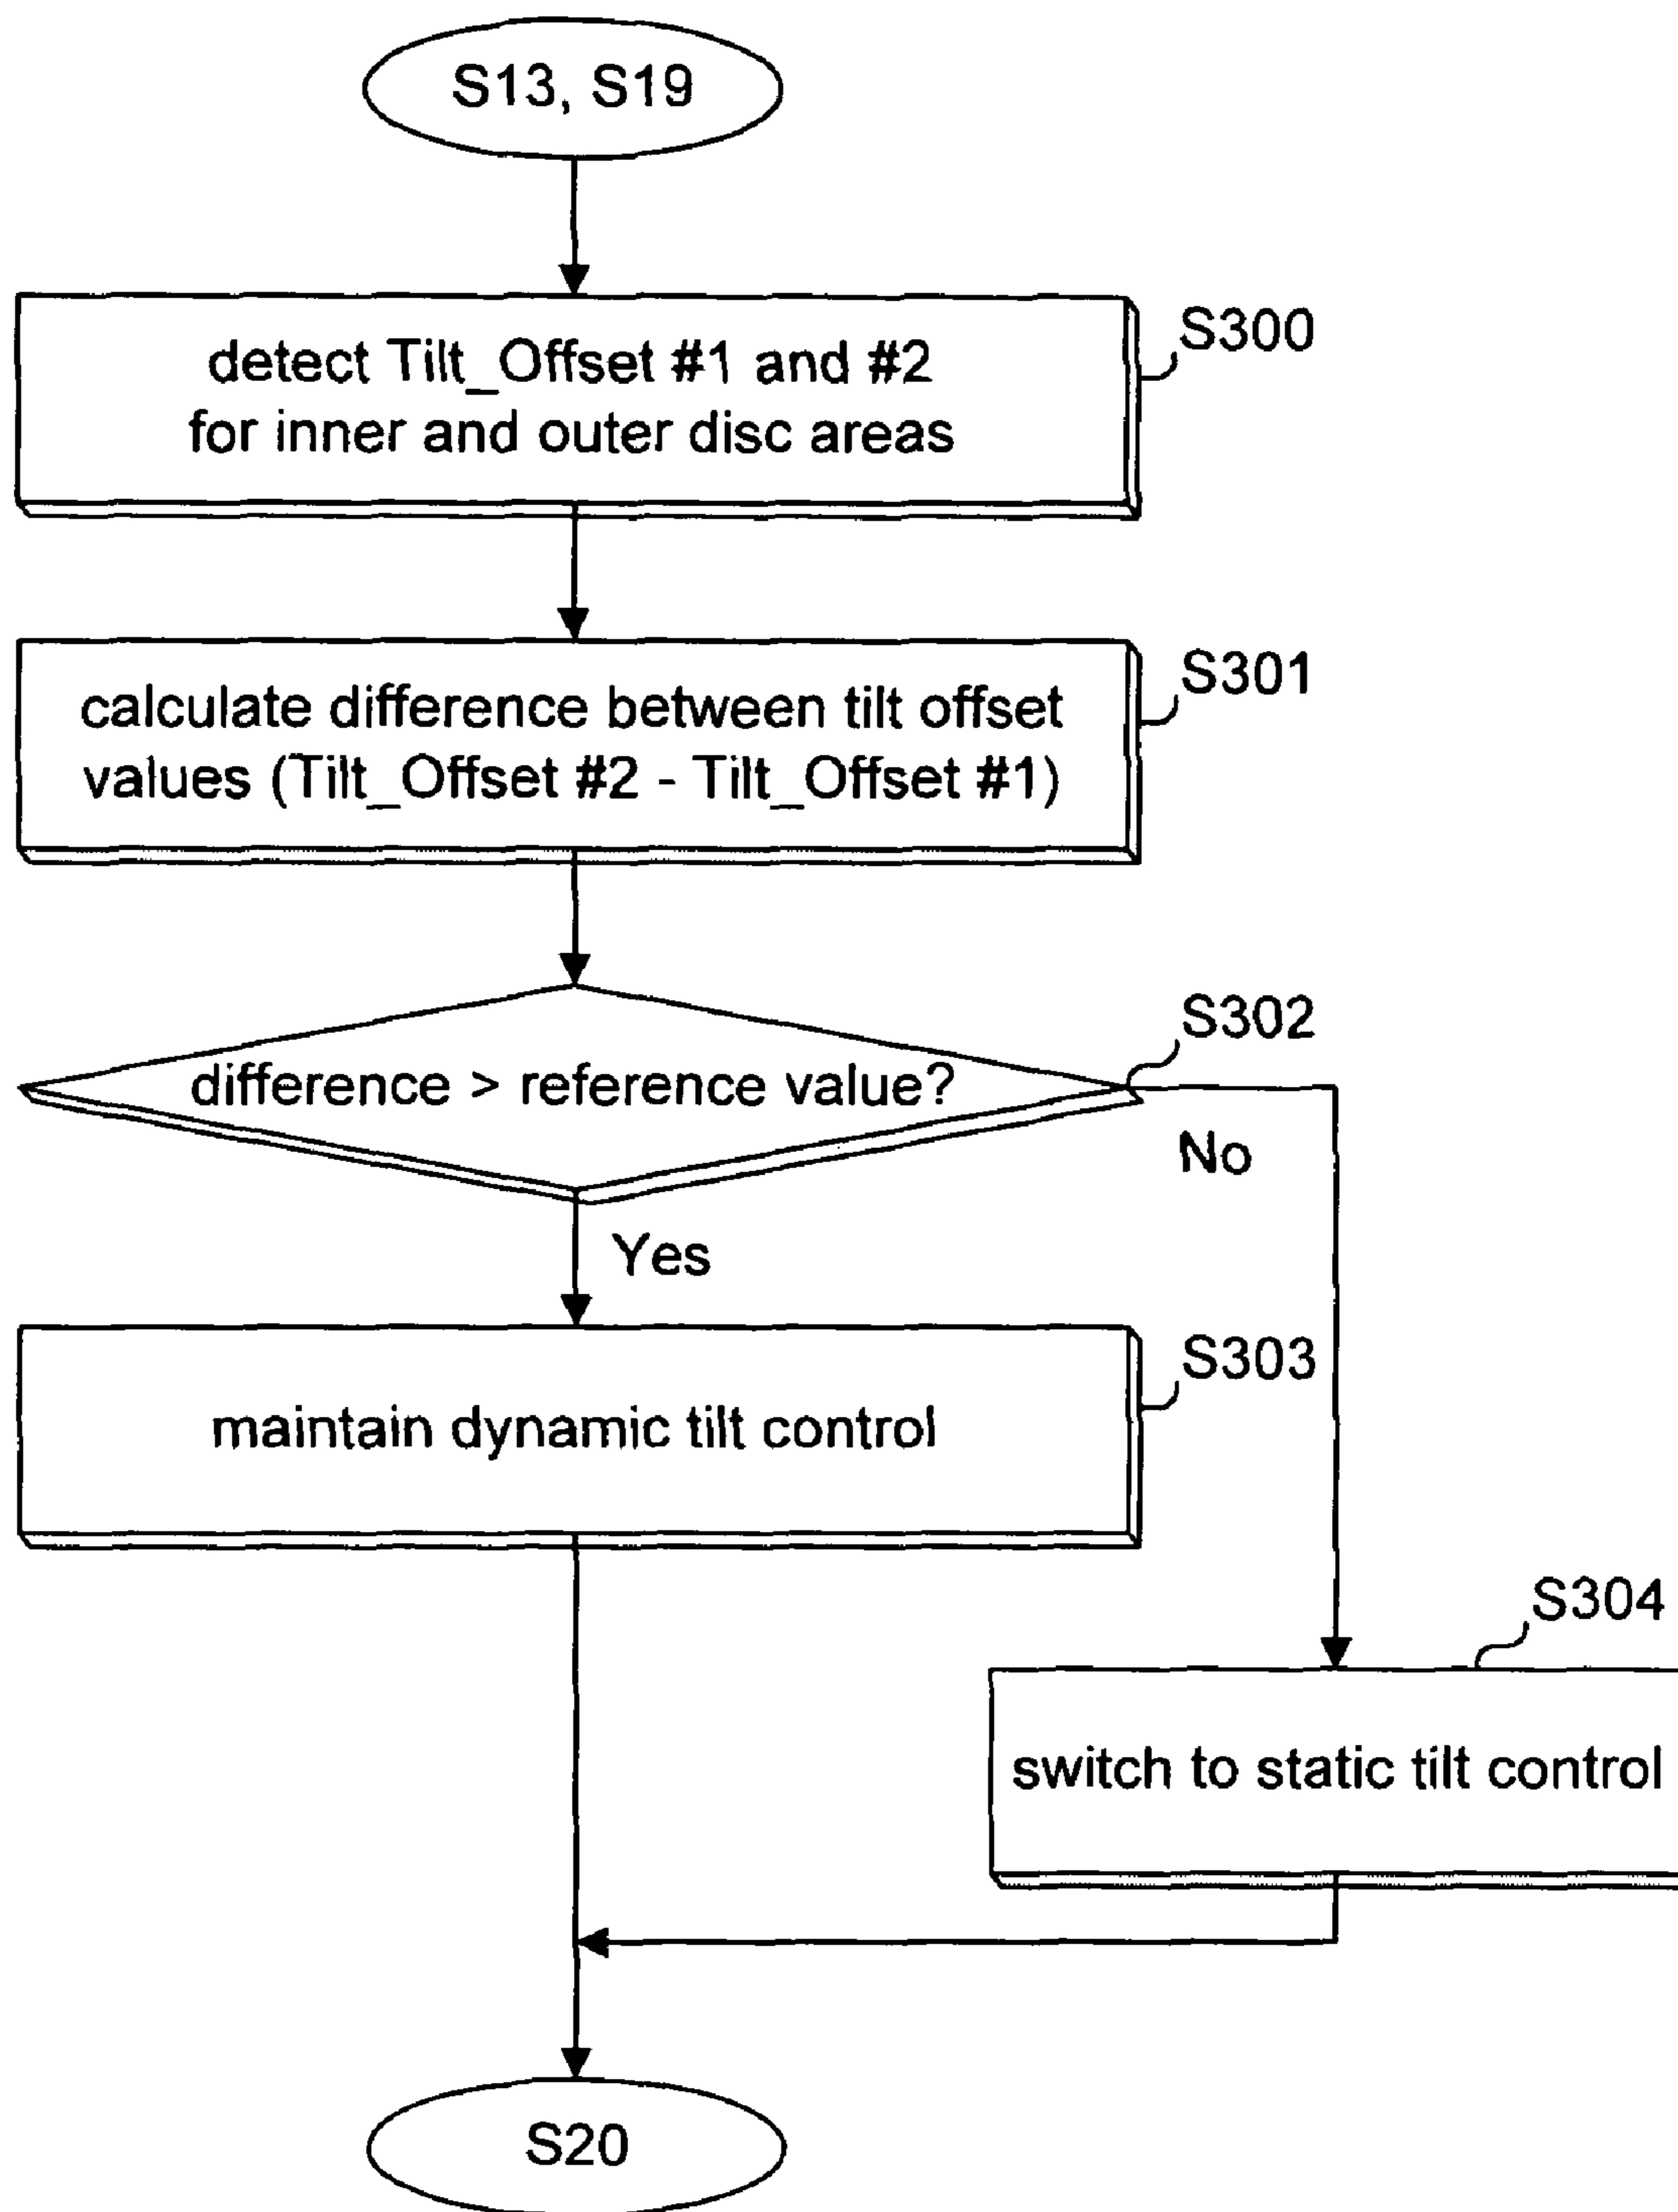 S13, S19
S300
detect Tilt_Offset #1 and #2
for inner and outer disc areas
S301
calculate difference between tilt offset
values (Tilt_Offset #2 - Tilt_Offset #1)
S302
difference > reference value?
No
Yes
S303
maintain dynamic tilt control
S304
switch to static tilt control
S20